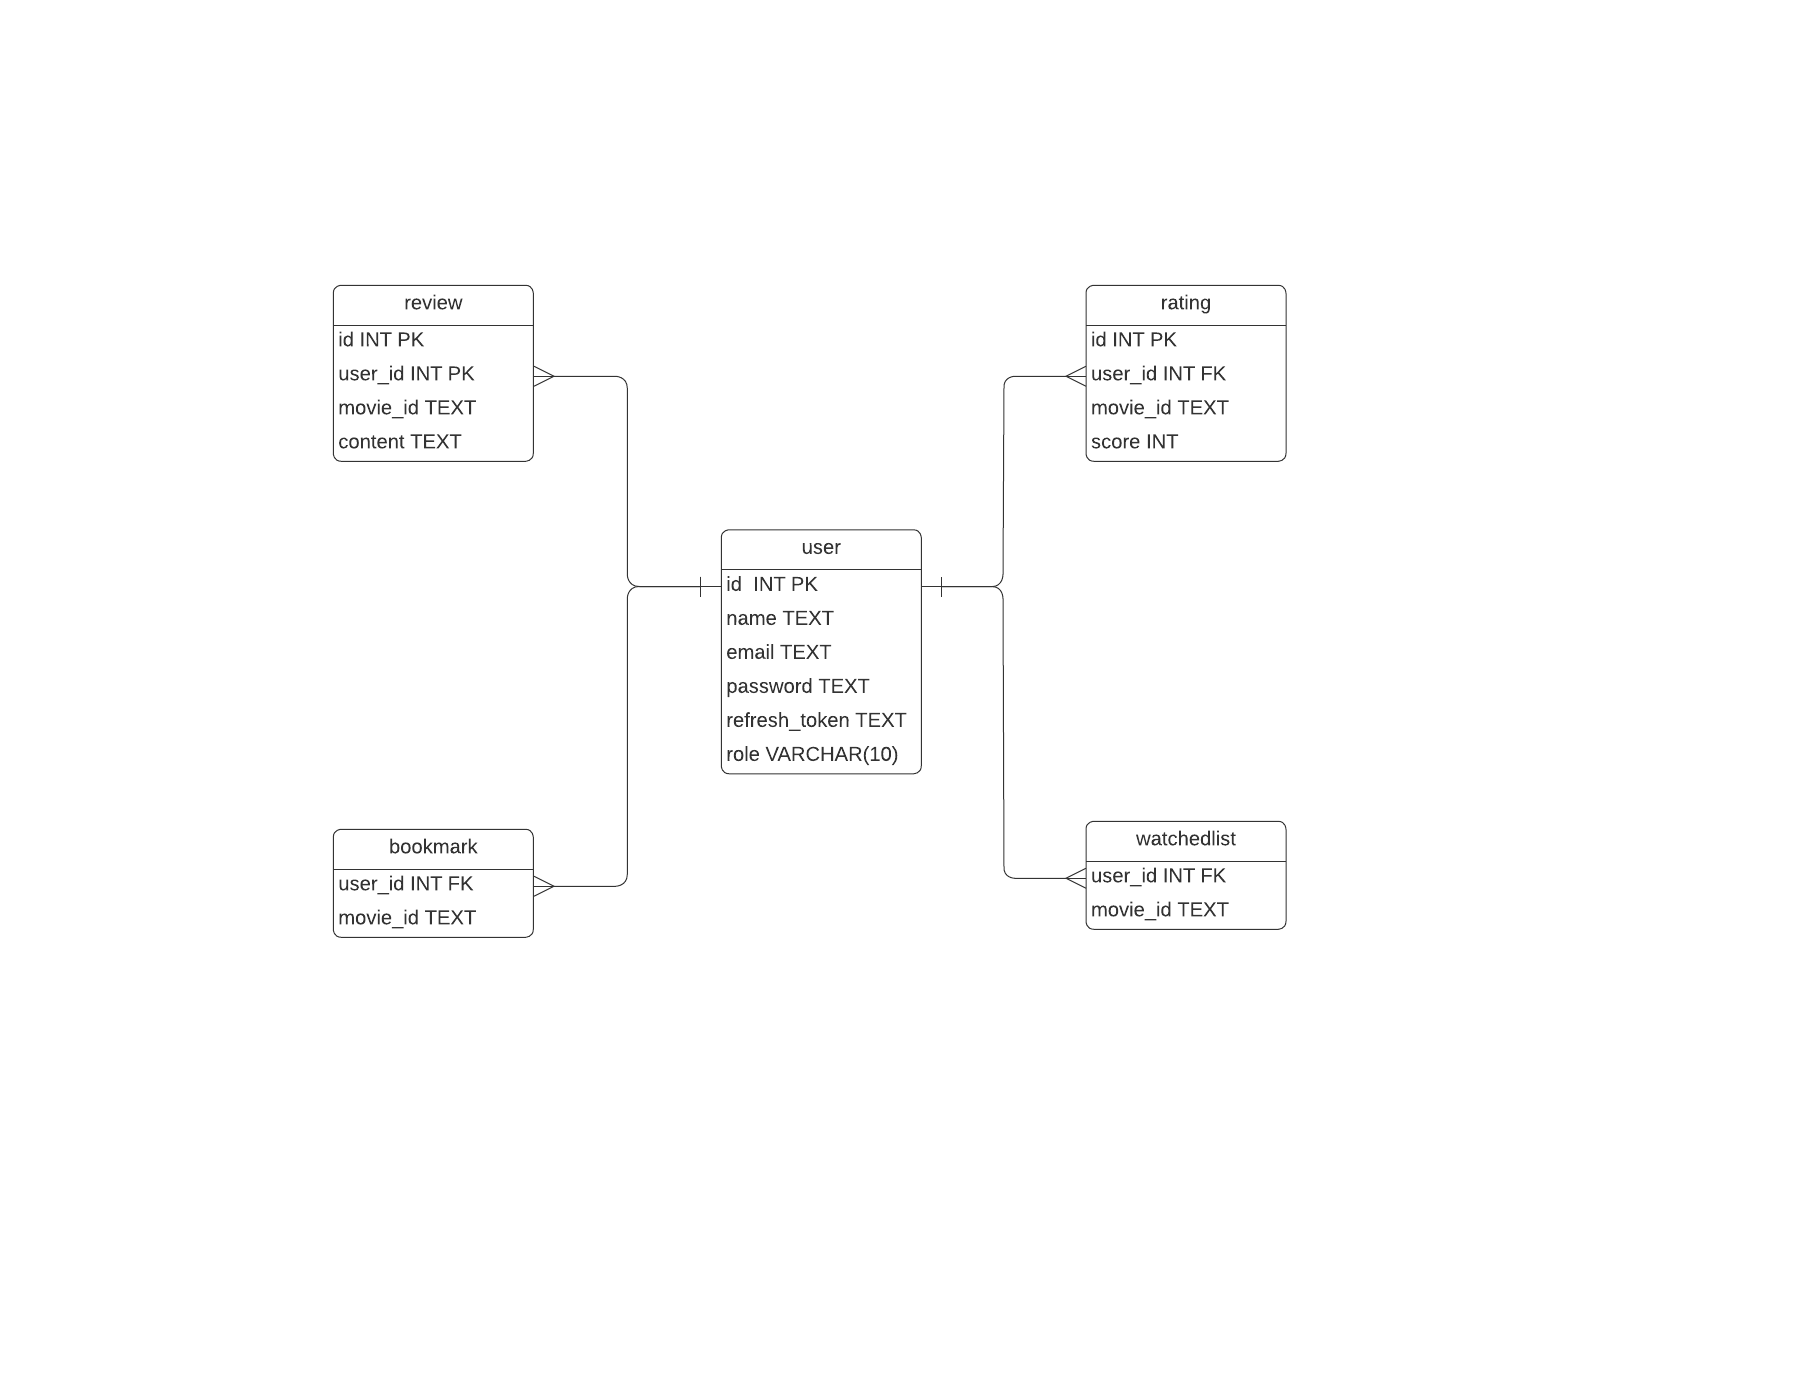 review
id INT PK
user_id INT PK
movie_id TEXT
content TEXT
rating
id INT PK
user_id INT FK
movie_id TEXT
score INT
user
id  INT PK
name TEXT
email TEXT
password TEXT
refresh_token TEXT
role VARCHAR(10)
bookmark
user_id INT FK
movie_id TEXT
watchedlist
user_id INT FK
movie_id TEXT